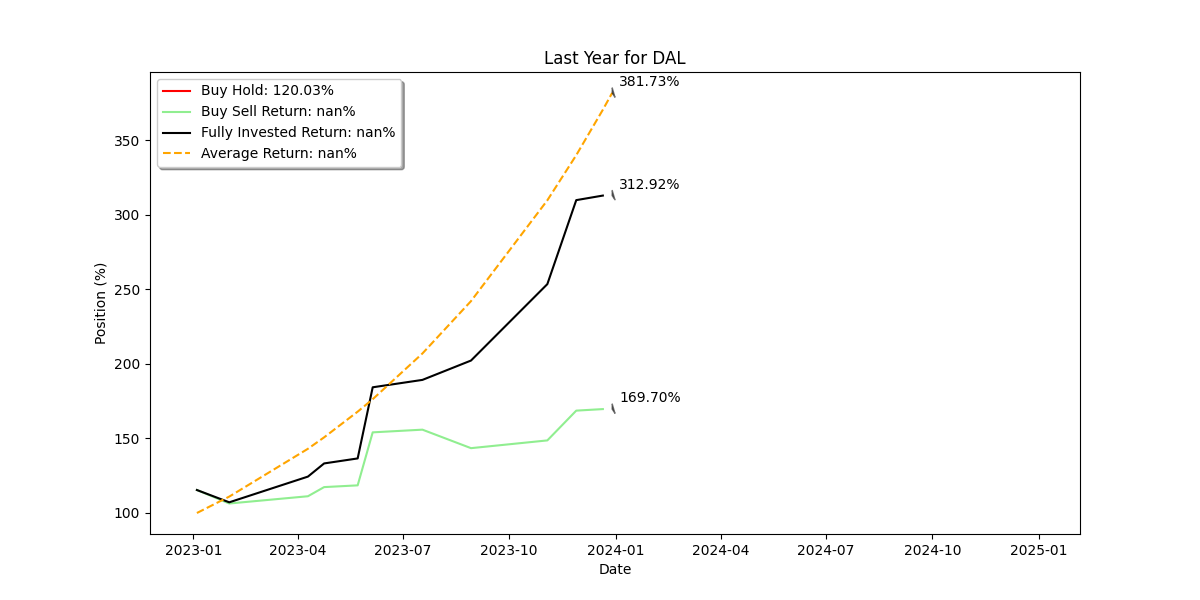 Last Year for DAL
Buy Hold: 120.03%
Buy Sell Return: nan%
Fully Invested Return: nan%
Average Return: nan%
381.73%
312.92%
169.70%
Position (%)
350
300
250
200
150
100
2023-01 2023-04 2023-07 2023-10 2024-01 2024-04 2024-07 2024-10 2025-01
Date